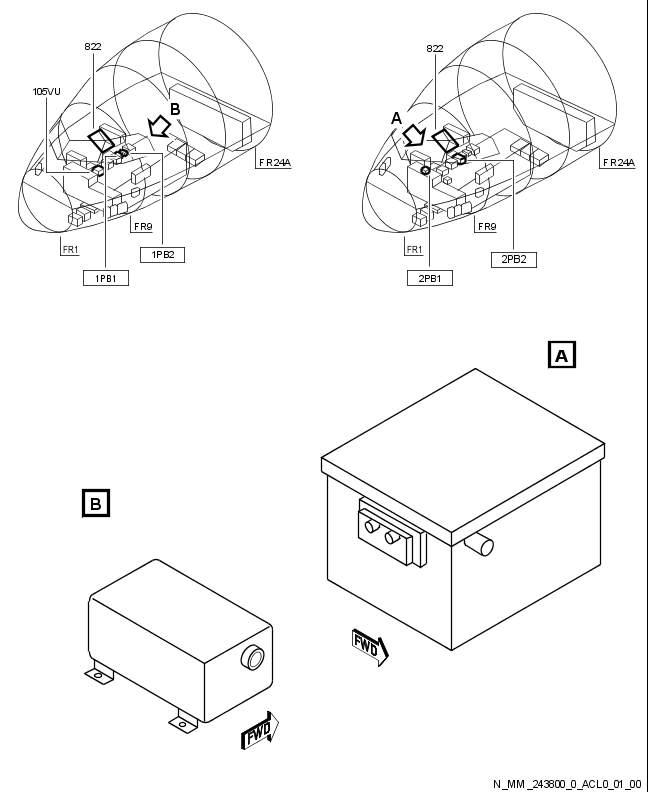 822
105VU
B
FR24A
FR9
FR1
1PB2
1PB1
822
A
FR24A
FR9
FR1
2PB2
2PB1
A
B
FWD
FWD
N_MM_243800_0_ACL0_01_00